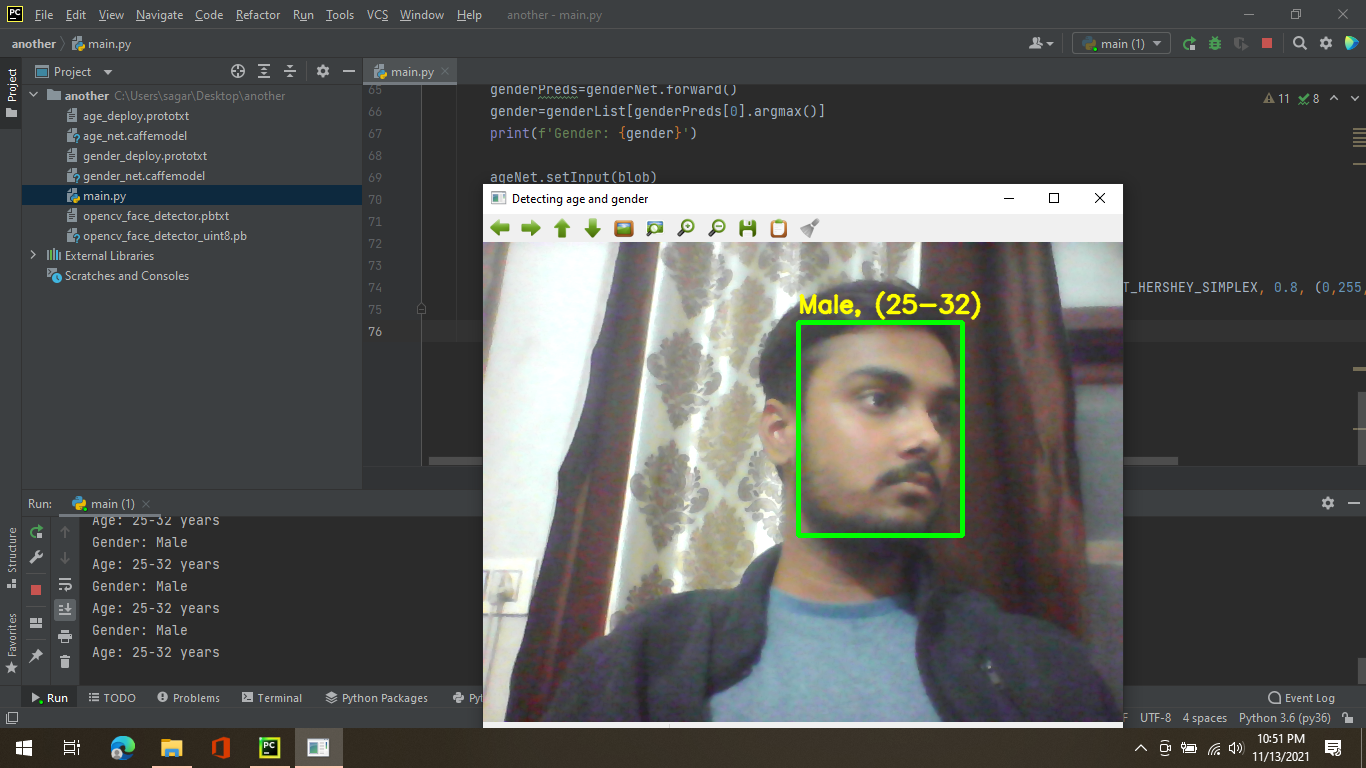 PC File Edit View Navigate Code Refactor Run Tools VCS Window Help another - main.py
another main.py main (1)
Project main.py
Project
another C:\Users\sagar\Desktop\another
age_deploy.prototxt
age_net.caffemodel
gender_deploy.prototxt
gender_net.caffemodel
main.py
opencv_face_detector.pbtxt
opencv_face_detector_uint8.pb
External Libraries
Scratches and Consoles
65 genderPreds=genderNet.forward()
66 gender=genderList[genderPreds[0].argmax()]
67 print(f'Gender: {gender}')
68
69 ageNet.setInput(blob)
70
71
72
73
74 T_HERSHEY_SIMPLEX, 0.8, (0,255,
75
76
11 8
Detecting age and gender
Male, (25-32)
Run: main (1)
Age: 25-32 years
Gender: Male
Age: 25-32 years
Gender: Male
Age: 25-32 years
Gender: Male
Age: 25-32 years
Structure
Favorites
Run TODO Problems Terminal Python Packages Pyt Event Log
F UTF-8 4 spaces Python 3.6 (py36)
PC
10:51 PM
11/13/2021